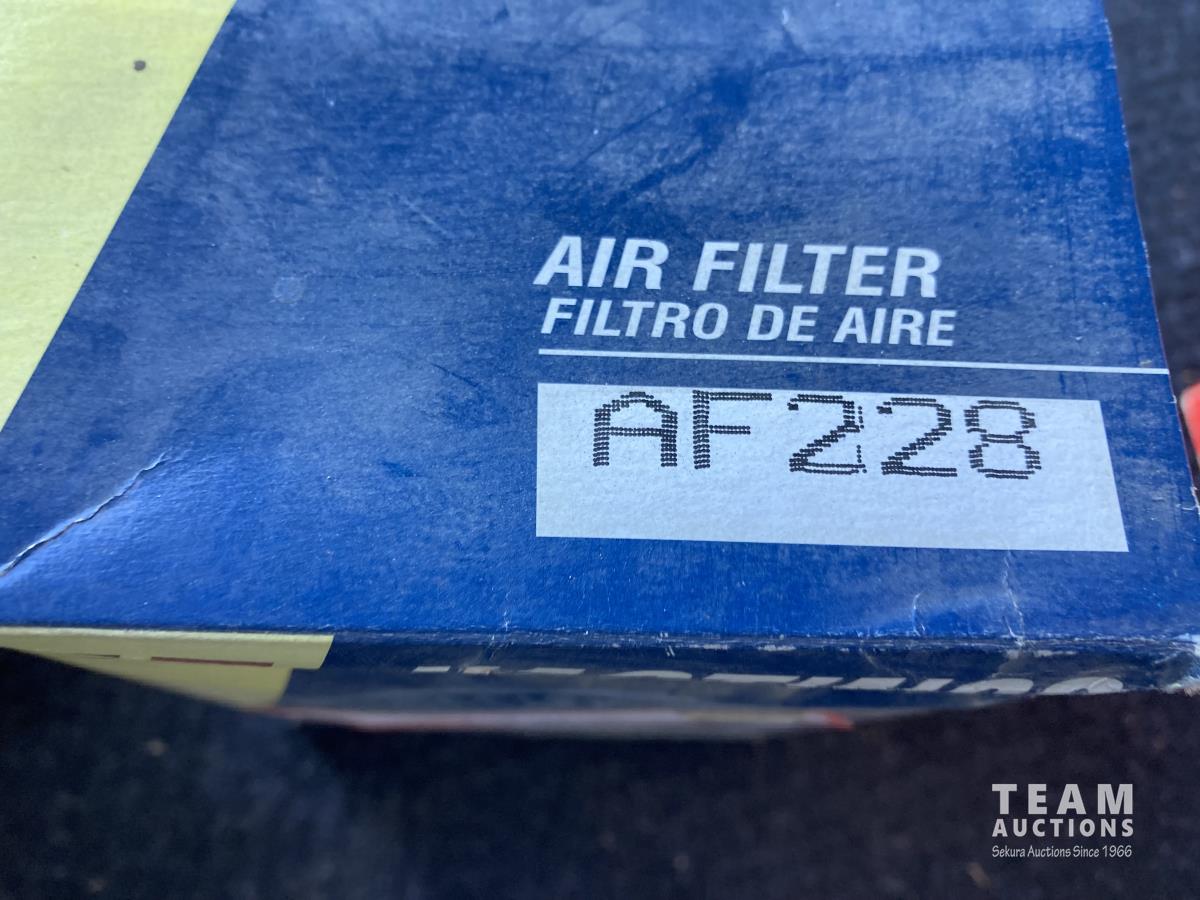 AIR FILTER
FILTRO DE AIRE
AF228
TEAM
AUCTIONS
Sekura Auctions Since 1966